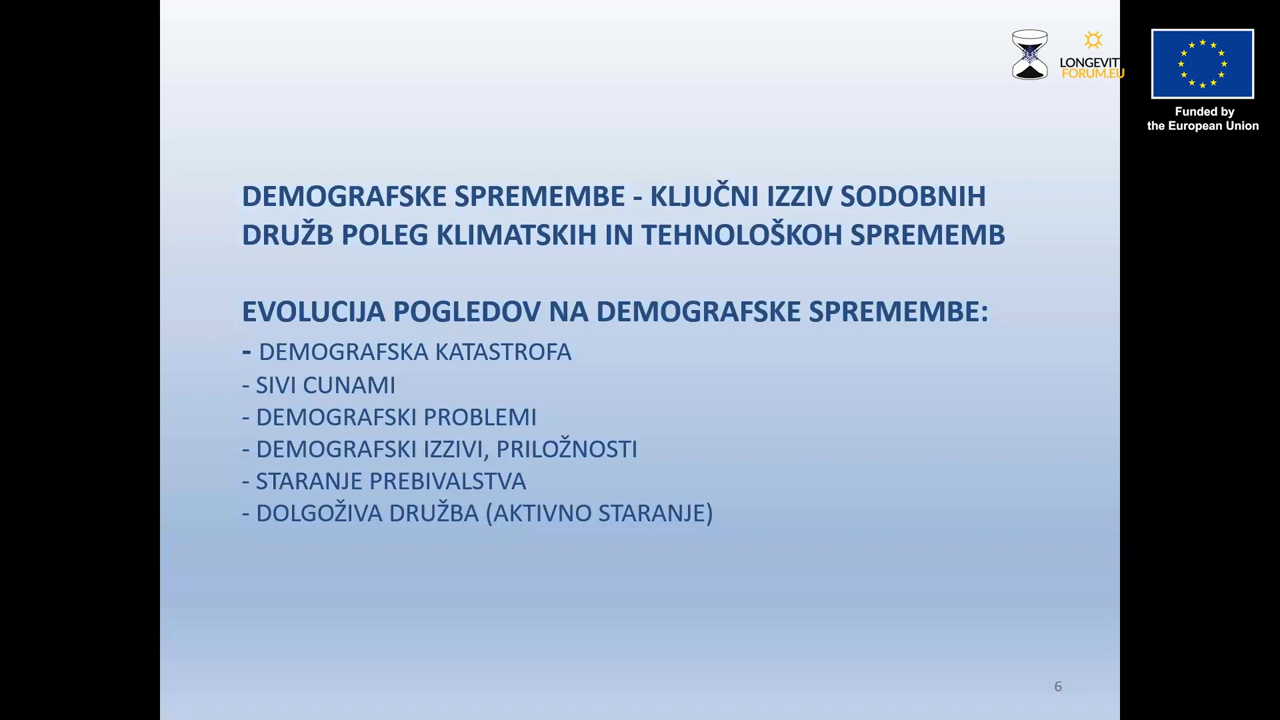 LONGEVIT
FORUM.EU
Funded by
the European Union
DEMOGRAFSKE SPREMEMBE - KLJUČNI IZZIV SODOBNIH
DRUŽB POLEG KLIMATSKIH IN TEHNOLOŠKOH SPREMEMB
EVOLUCIJA POGLEDOV NA DEMOGRAFSKE SPREMEMBE:
- DEMOGRAFSKA KATASTROFA
- SIVI CUNAMI
- DEMOGRAFSKI PROBLEMI
- DEMOGRAFSKI IZZIVI, PRILOŽNOSTI
- STARANJE PREBIVALSTVA
- DOLGOŽIVA DRUŽBA (AKTIVNO STARANJE)
6